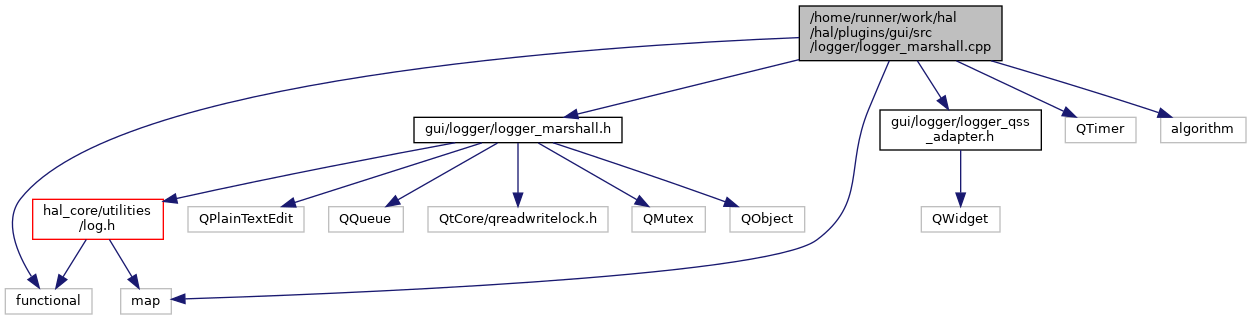 /home/runner/work/hal
/hal/plugins/gui/src
/logger/logger_marshall.cpp
gui/logger/logger_marshall.h
gui/logger/logger_qss
_adapter.h
QTimer
algorithm
hal_core/utilities
/log.h
QPlainTextEdit
QQueue
QtCore/qreadwritelock.h
QMutex
QObject
QWidget
functional
map